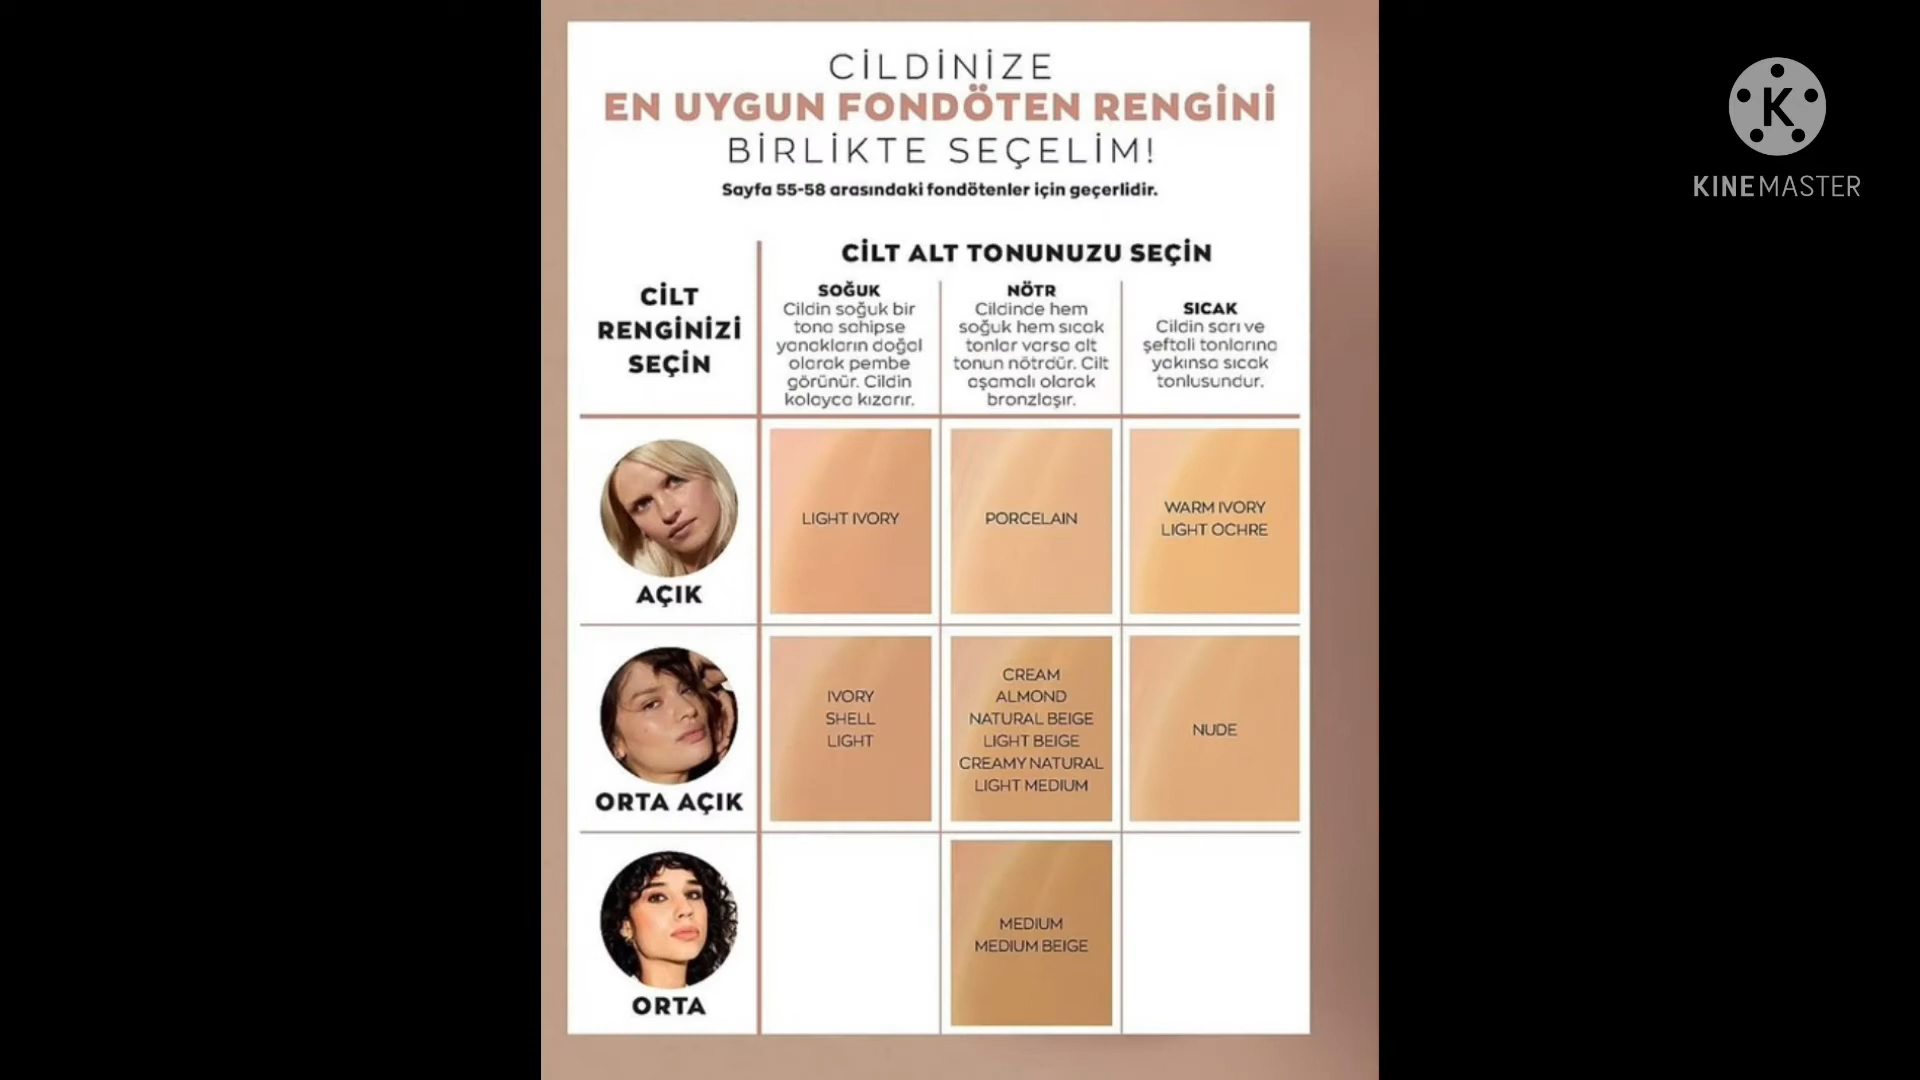 CİLDİNİZE
EN UYGUN FONDÖTEN RENGİNİ
BİRLİKTE SEÇELİM!
Sayfa 55-58 arasındaki fondötenler için geçerlidir.
CİLT ALT TONUNUZU SEÇİN
CİLT
RENGİNİZİ
SEÇİN
SOĞUK
Cildin soğuk bir
tona sahipse
yanakların doğal
olarak pembe
görünür. Cildin
kolayca kızarır.
NÖTR
Cildinde hem
soğuk hem sıcak
tonlar varsa alt
tonun nötrdür. Cilt
aşamalı olarak
bronzlaşır.
SICAK
Cildin sarı ve
şeftali tonlarına
yakınsa sıcak
tonlusundur.
AÇIK
LIGHT IVORY
PORCELAIN
WARM IVORY
LIGHT OCHRE
ORTA AÇIK
IVORY
SHELL
LIGHT
CREAM
ALMOND
NATURAL BEIGE
LIGHT BEIGE
CREAMY NATURAL
LIGHT MEDIUM
NUDE
ORTA
MEDIUM
MEDIUM BEIGE
K
KINEMASTER